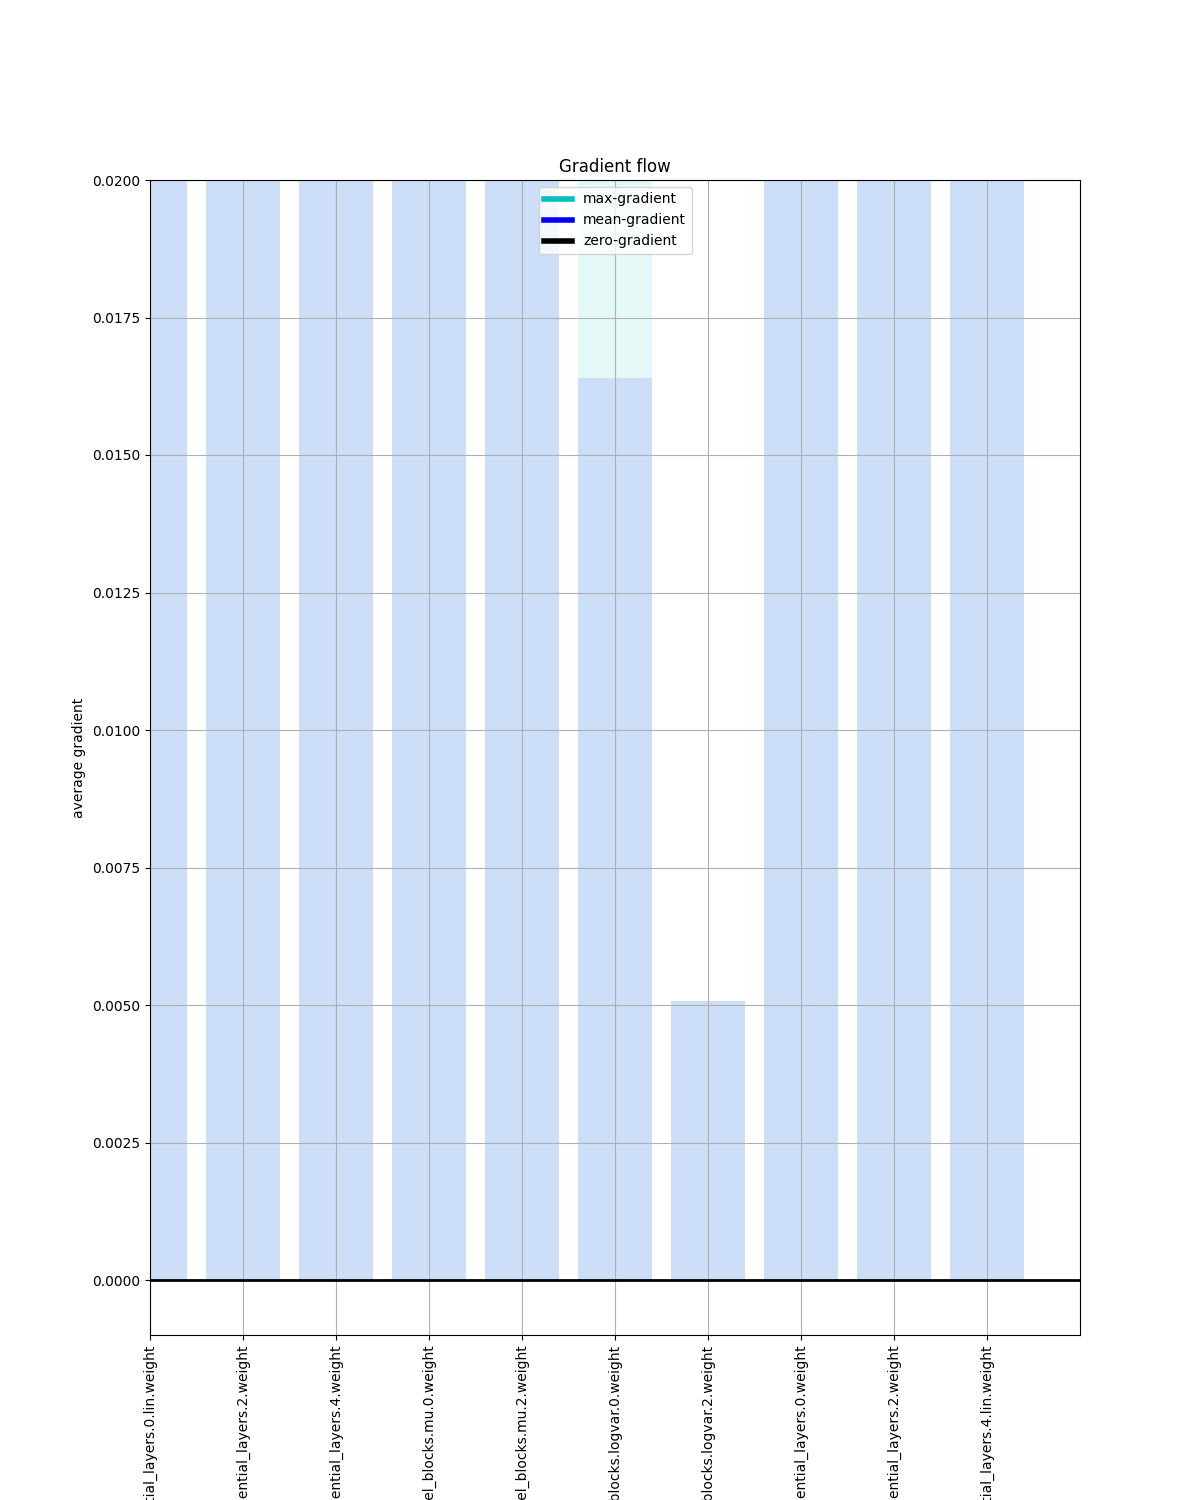 Gradient flow
max-gradient
mean-gradient
zero-gradient
0.0200
0.0175
0.0150
0.0125
0.0100
0.0075
0.0050
0.0025
0.0000
average gradient
tial_layers.0.lin.weight
ential_layers.2.weight
ential_layers.4.weight
el_blocks.mu.0.weight
el_blocks.mu.2.weight
blocks.logvar.0.weight
blocks.logvar.2.weight
ential_layers.0.weight
ential_layers.2.weight
tial_layers.4.lin.weight